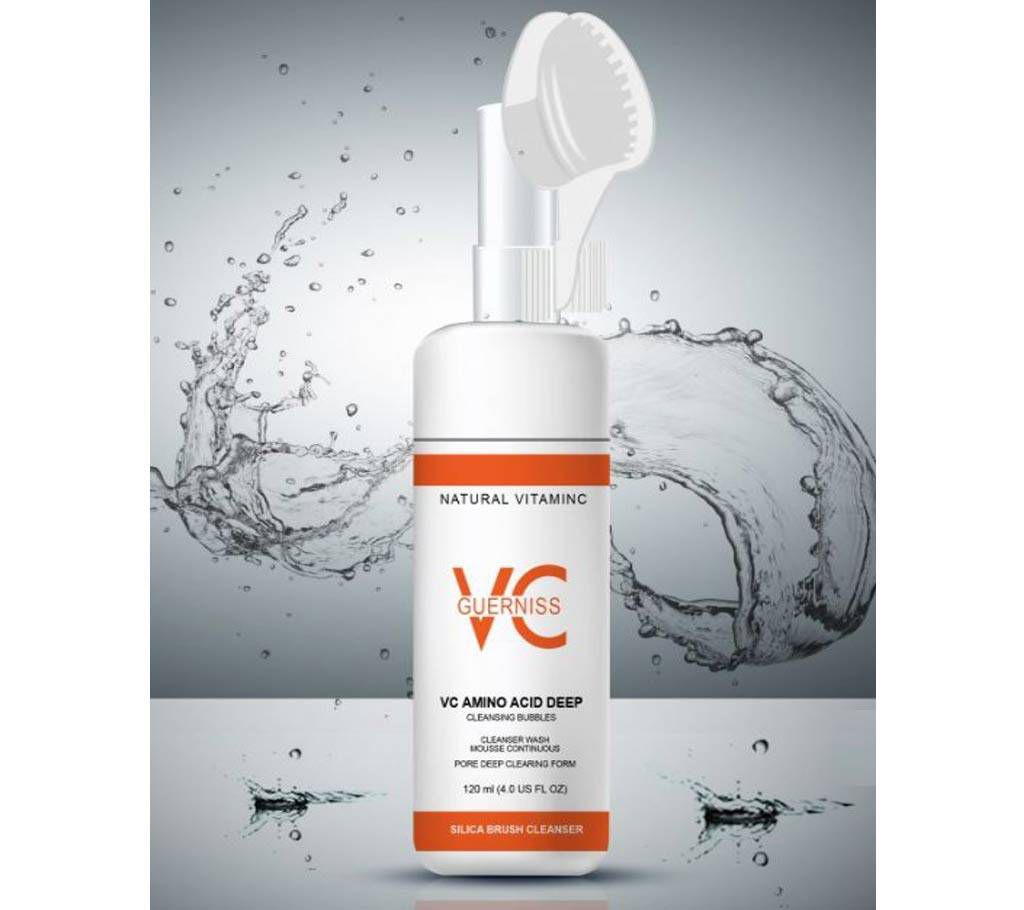 NATURAL VITAMINC
VC
GUERNISS
VC AMINO ACID DEEP
CLEANSING BUBBLES
CLEANSER WASH
MOUSSE CONTINUOUS
PORE DEEP CLEARING FORM
120 ml (4.0 US FL OZ)
SILICA BRUSH CLEANSER